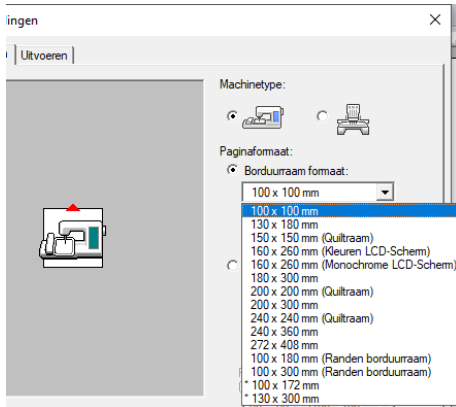 lingen
Uitvoeren
Machinetype:
Paginaformaat:
Borduurraam formaat:
100 x 100 mm
100 x 100 mm
130 x 180 mm
150 x 150 mm (Quiltraam)
160 x 260 mm (Kleuren LCD-Scherm)
160 x 260 mm (Monochrome LCD-Scherm)
180 x 300 mm
200 x 200 mm (Quiltraam)
200 x 300 mm
240 x 240 mm (Quiltraam)
240 x 360 mm
272 x 408 mm
100 x 180 mm (Randen borduurraam)
100 x 300 mm (Randen borduurraam)
* 100 x 172 mm
* 130 x 300 mm